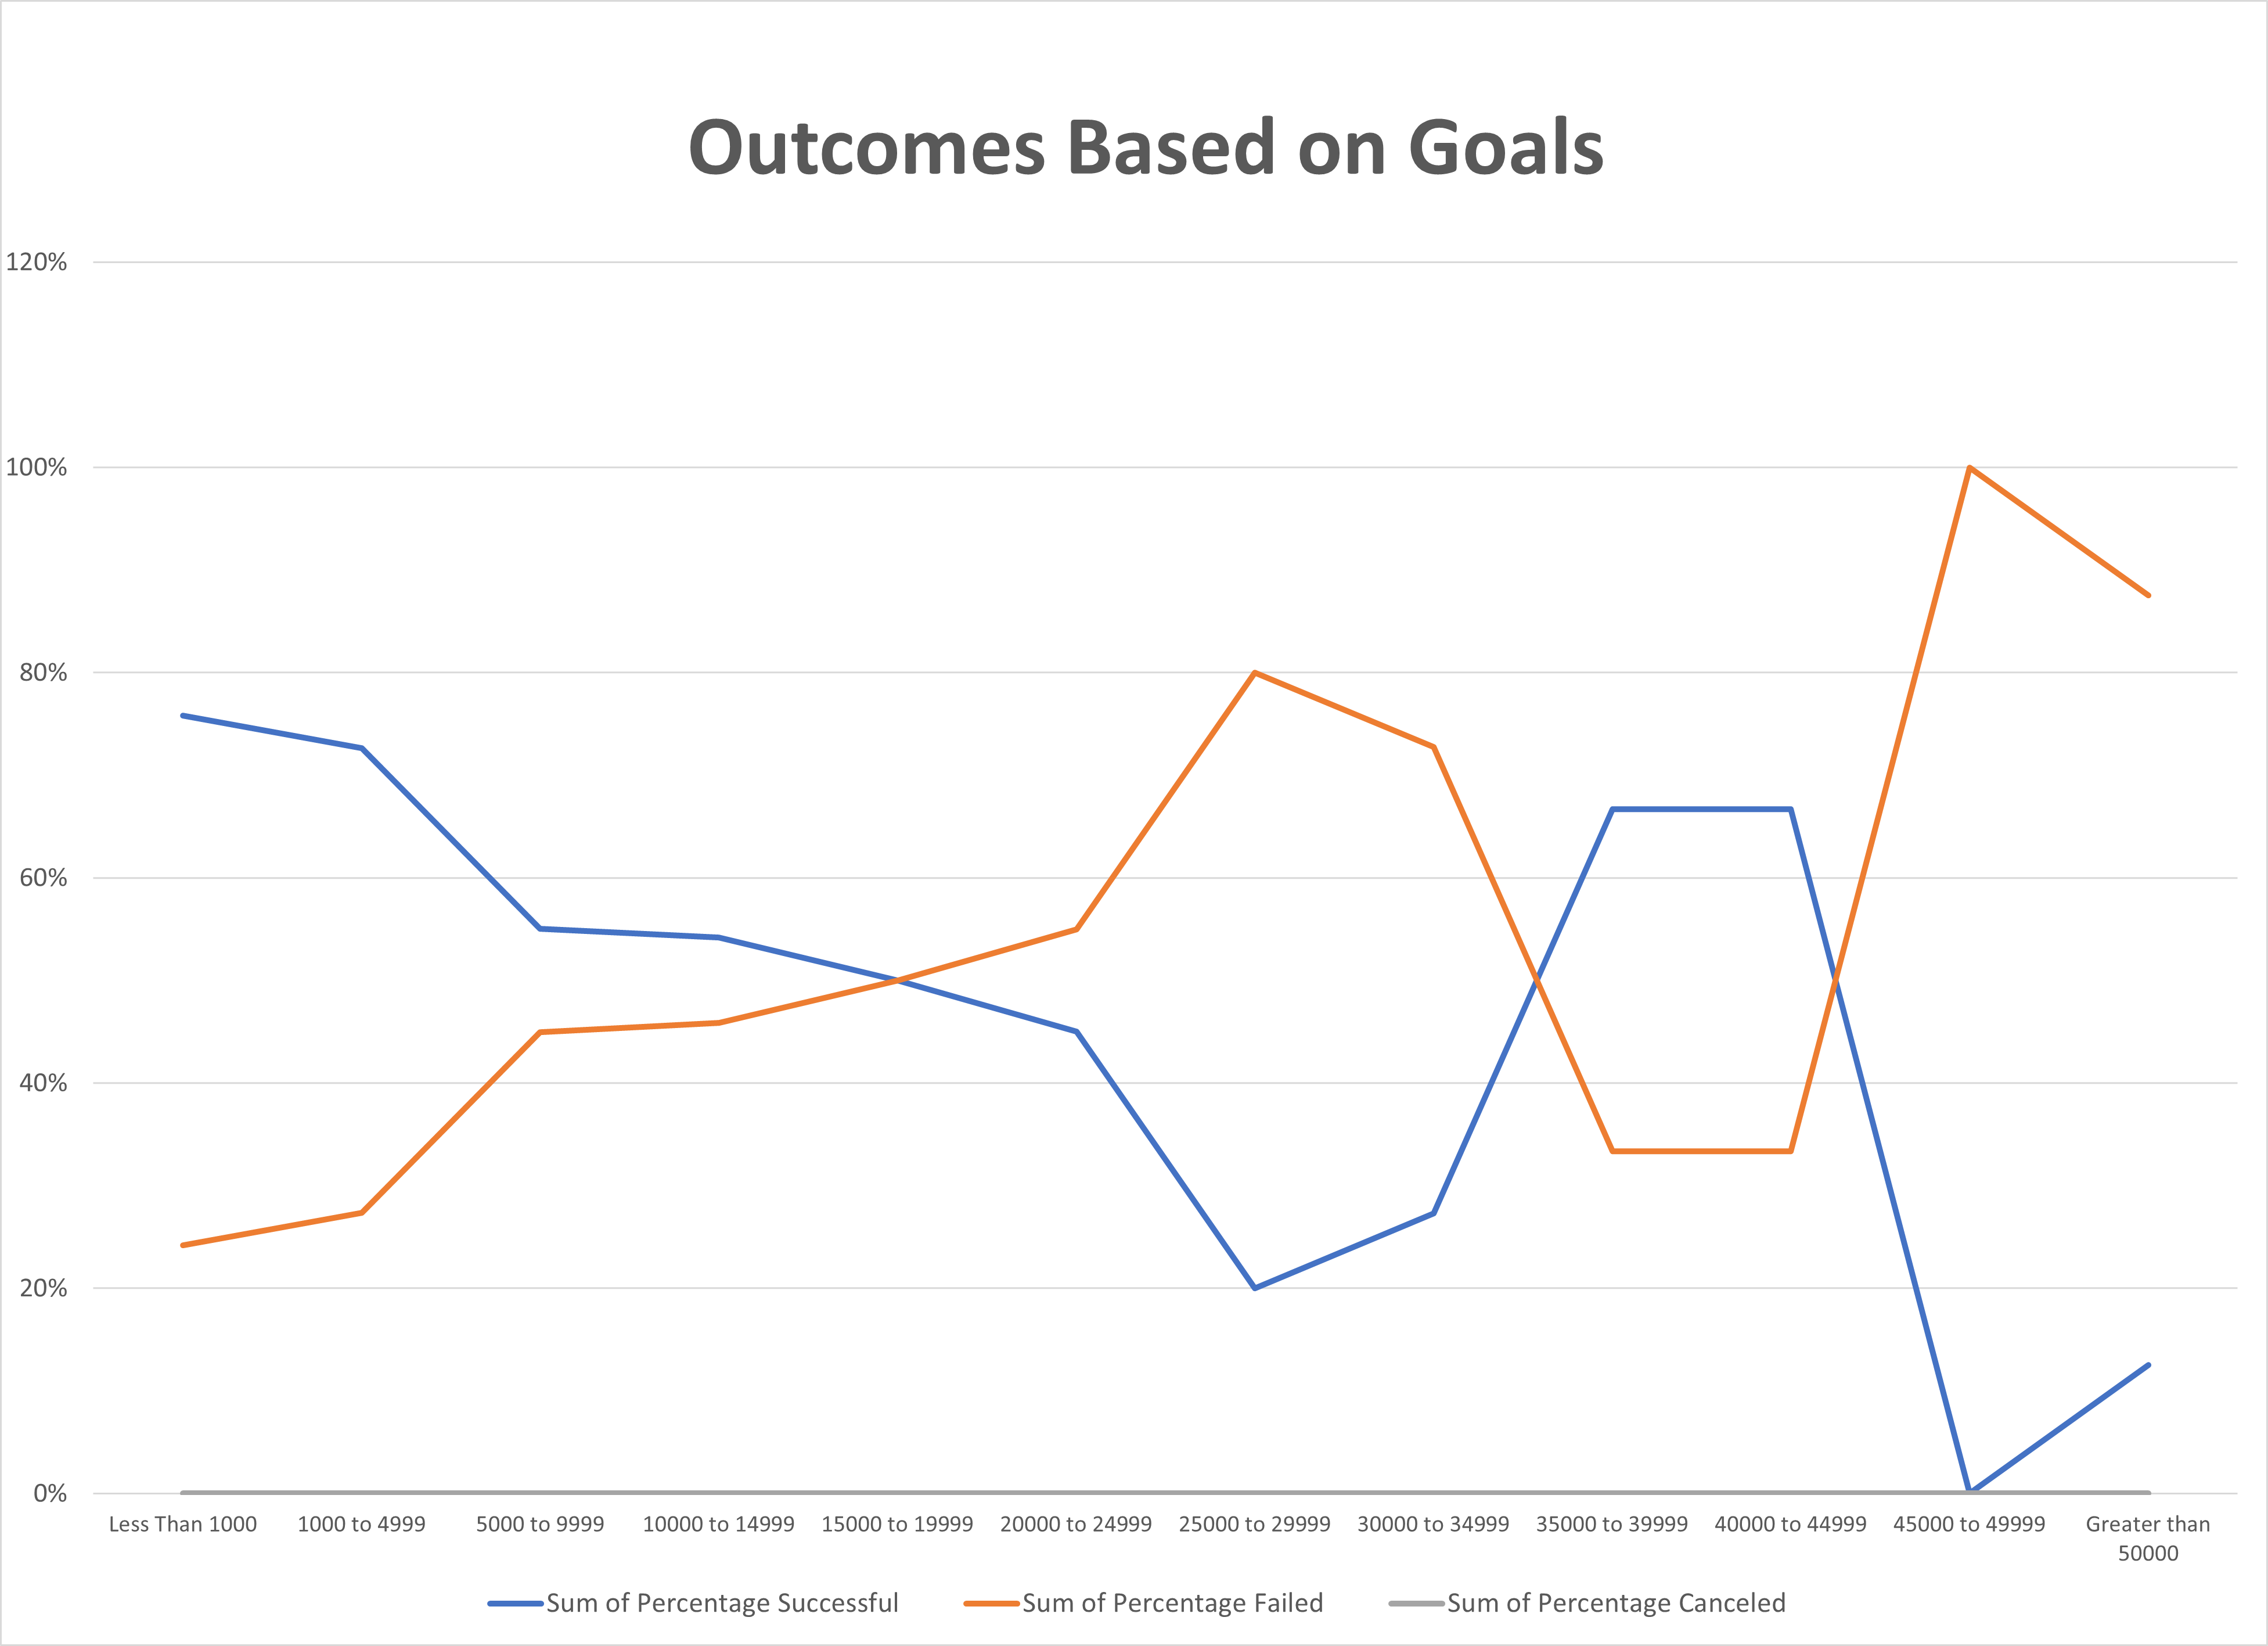 Outcomes Based on Goals
120%
100%
80%
60%
40%
20%
0%
Less Than 1000
1000 to 4999
5000 to 9999
10000 to 14999
15000 to 19999
20000 to 24999
25000 to 29999
30000 to 34999
35000 to 39999
40000 to 44999
45000 to 49999
Greater than
50000
Sum of Percentage Successful
Sum of Percentage Failed
Sum of Percentage Canceled